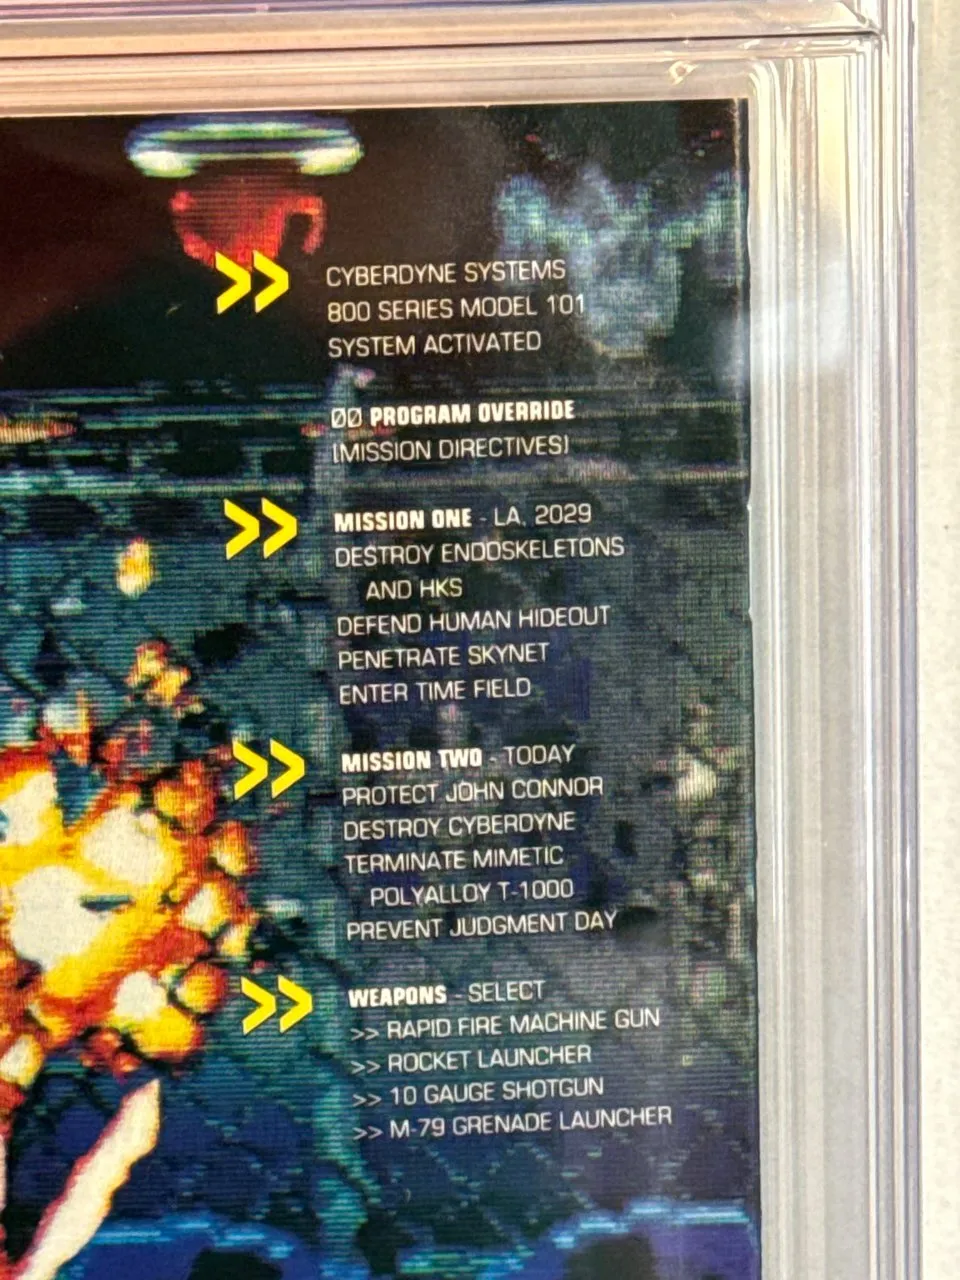 >> CYBERDYNE SYSTEMS
800 SERIES MODEL 101
SYSTEM ACTIVATED
ØØ PROGRAM OVERRIDE
(MISSION DIRECTIVES)
>> MISSION ONE - LA, 2029
DESTROY ENDOSKELETONS
AND HKS
DEFEND HUMAN HIDEOUT
PENETRATE SKYNET
ENTER TIME FIELD
>> MISSION TWO - TODAY
PROTECT JOHN CONNOR
DESTROY CYBERDYNE
TERMINATE MIMETIC
POLYALLOY T-1000
PREVENT JUDGMENT DAY
>> WEAPONS - SELECT
>> RAPID FIRE MACHINE GUN
>> ROCKET LAUNCHER
>> 10 GAUGE SHOTGUN
>> M-79 GRENADE LAUNCHER